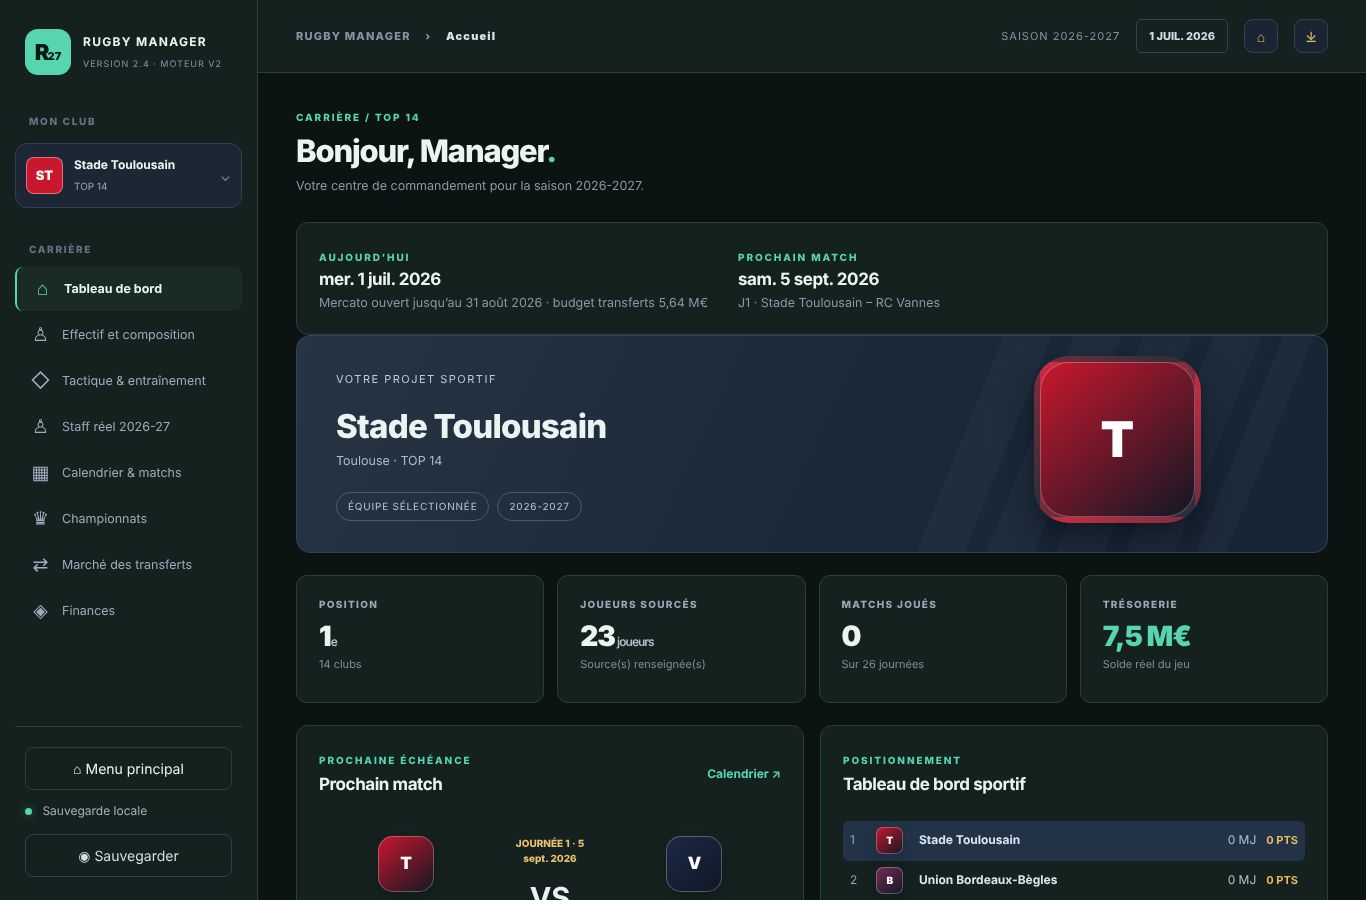 R27
RUGBY MANAGER
VERSION 2.4 · MOTEUR V2
MON CLUB
ST
Stade Toulousain
TOP 14
CARRIÈRE
Tableau de bord
Effectif et composition
Tactique & entraînement
Staff réel 2026-27
Calendrier & matchs
Championnats
Marché des transferts
Finances
Menu principal
Sauvegarde locale
Sauvegarder
RUGBY MANAGER › Accueil
SAISON 2026-2027
1 JUIL. 2026
CARRIÈRE / TOP 14
Bonjour, Manager.
Votre centre de commandement pour la saison 2026-2027.
AUJOURD’HUI
mer. 1 juil. 2026
Mercato ouvert jusqu’au 31 août 2026 · budget transferts 5,64 M€
PROCHAIN MATCH
sam. 5 sept. 2026
J1 · Stade Toulousain – RC Vannes
VOTRE PROJET SPORTIF
Stade Toulousain
Toulouse · TOP 14
ÉQUIPE SÉLECTIONNÉE
2026-2027
T
POSITION
1e
14 clubs
JOUEURS SOURCÉS
23 joueurs
Source(s) renseignée(s)
MATCHS JOUÉS
0
Sur 26 journées
TRÉSORERIE
7,5 M€
Solde réel du jeu
PROCHAINE ÉCHÉANCE
Prochain match
Calendrier ↗
T
JOURNÉE 1 · 5
sept. 2026
VS
V
POSITIONNEMENT
Tableau de bord sportif
1 T Stade Toulousain 0 MJ 0 PTS
2 B Union Bordeaux-Bègles 0 MJ 0 PTS